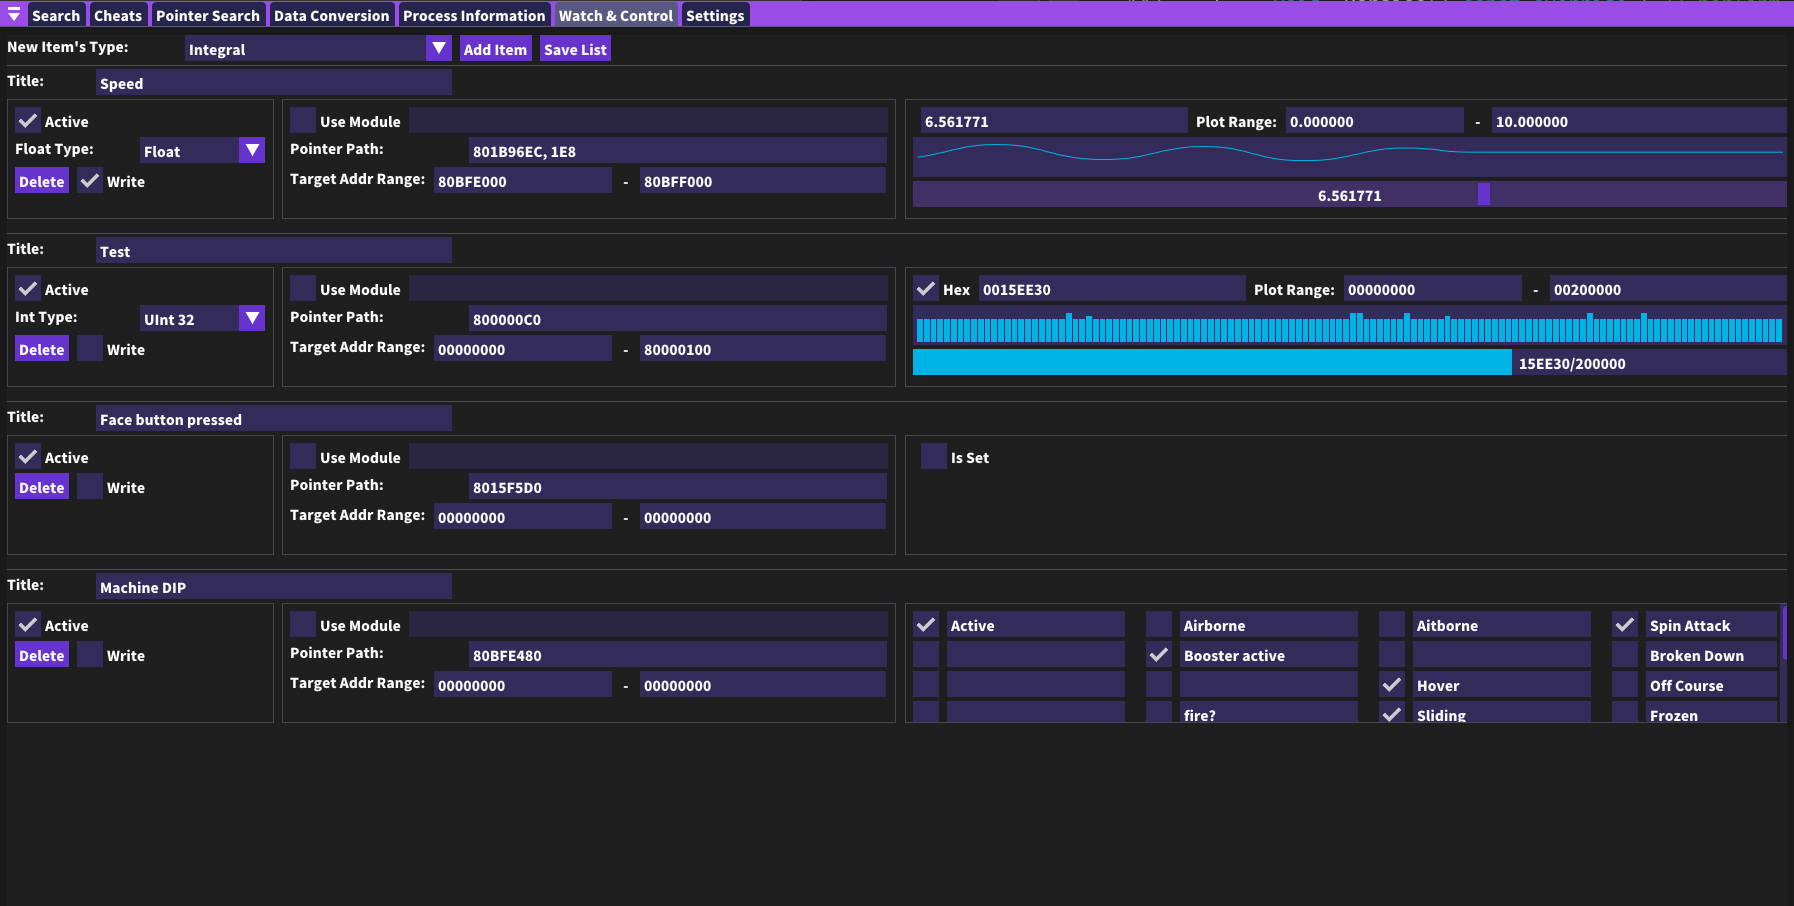 Search Cheats Pointer Search Data Conversion Process Information Watch & Control Settings
New Item's Type: Integral Add Item Save List
Title: Speed
Active Use Module 6.561771 Plot Range: 0.000000 - 10.000000
Float Type: Float Pointer Path: 801B96EC, 1E8
Delete Write Target Addr Range: 80BFE000 - 80BFF000 6.561771
Title: Test
Active Use Module Hex 0015EE30 Plot Range: 00000000 - 00200000
Int Type: UInt 32 Pointer Path: 800000C0
Delete Write Target Addr Range: 00000000 - 80000100 15EE30/200000
Title: Face button pressed
Active Use Module Is Set
Pointer Path: 8015F5D0
Delete Write Target Addr Range: 00000000 - 00000000
Title: Machine DIP
Active Use Module Active Airborne Aitborne Spin Attack
Pointer Path: 80BFE480 Booster active Broken Down
Delete Write Target Addr Range: 00000000 - 00000000 Hover Off Course
fire? Sliding Frozen